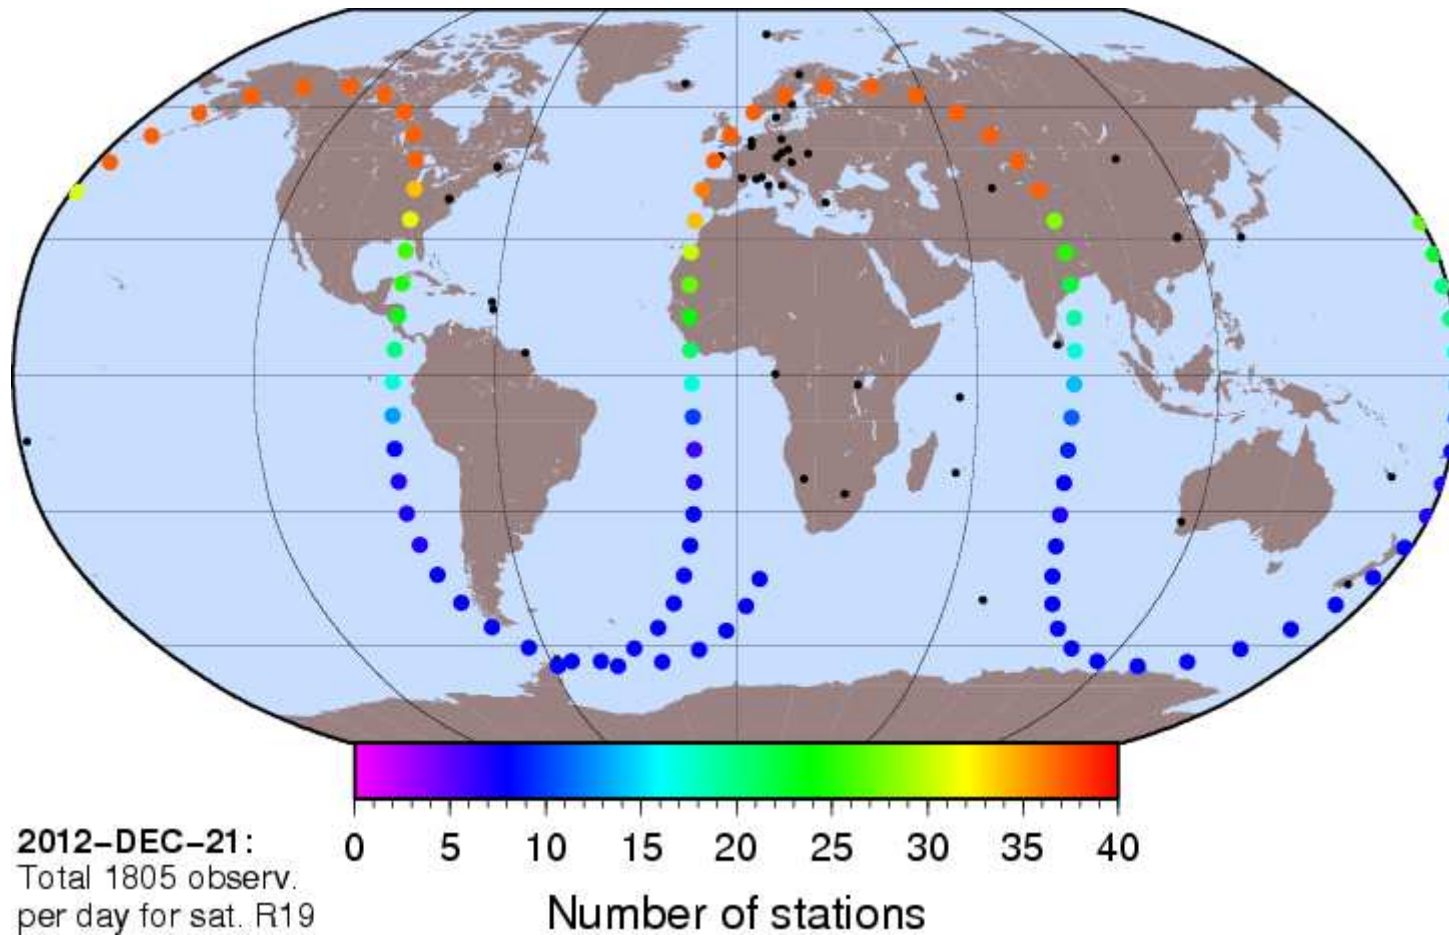 0 5 10 15 20 25 30 35 40
Number of stations
2012-DEC-21:
Total 1805 observ.
per day for sat. R19